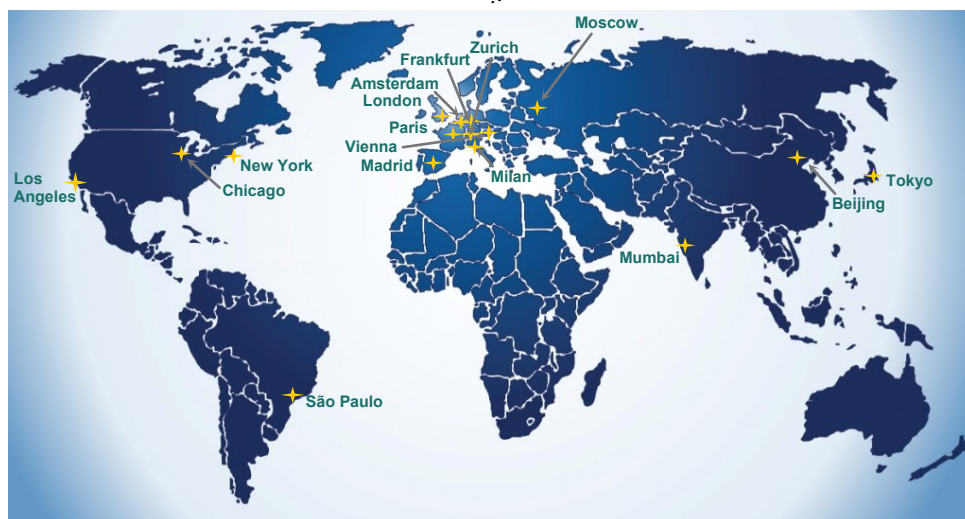 Moscow
Zurich
Frankfurt
Amsterdam
London
Paris
Vienna
Madrid
Milan
New York
Chicago
Los
Angeles
Tokyo
Beijing
Mumbai
São Paulo